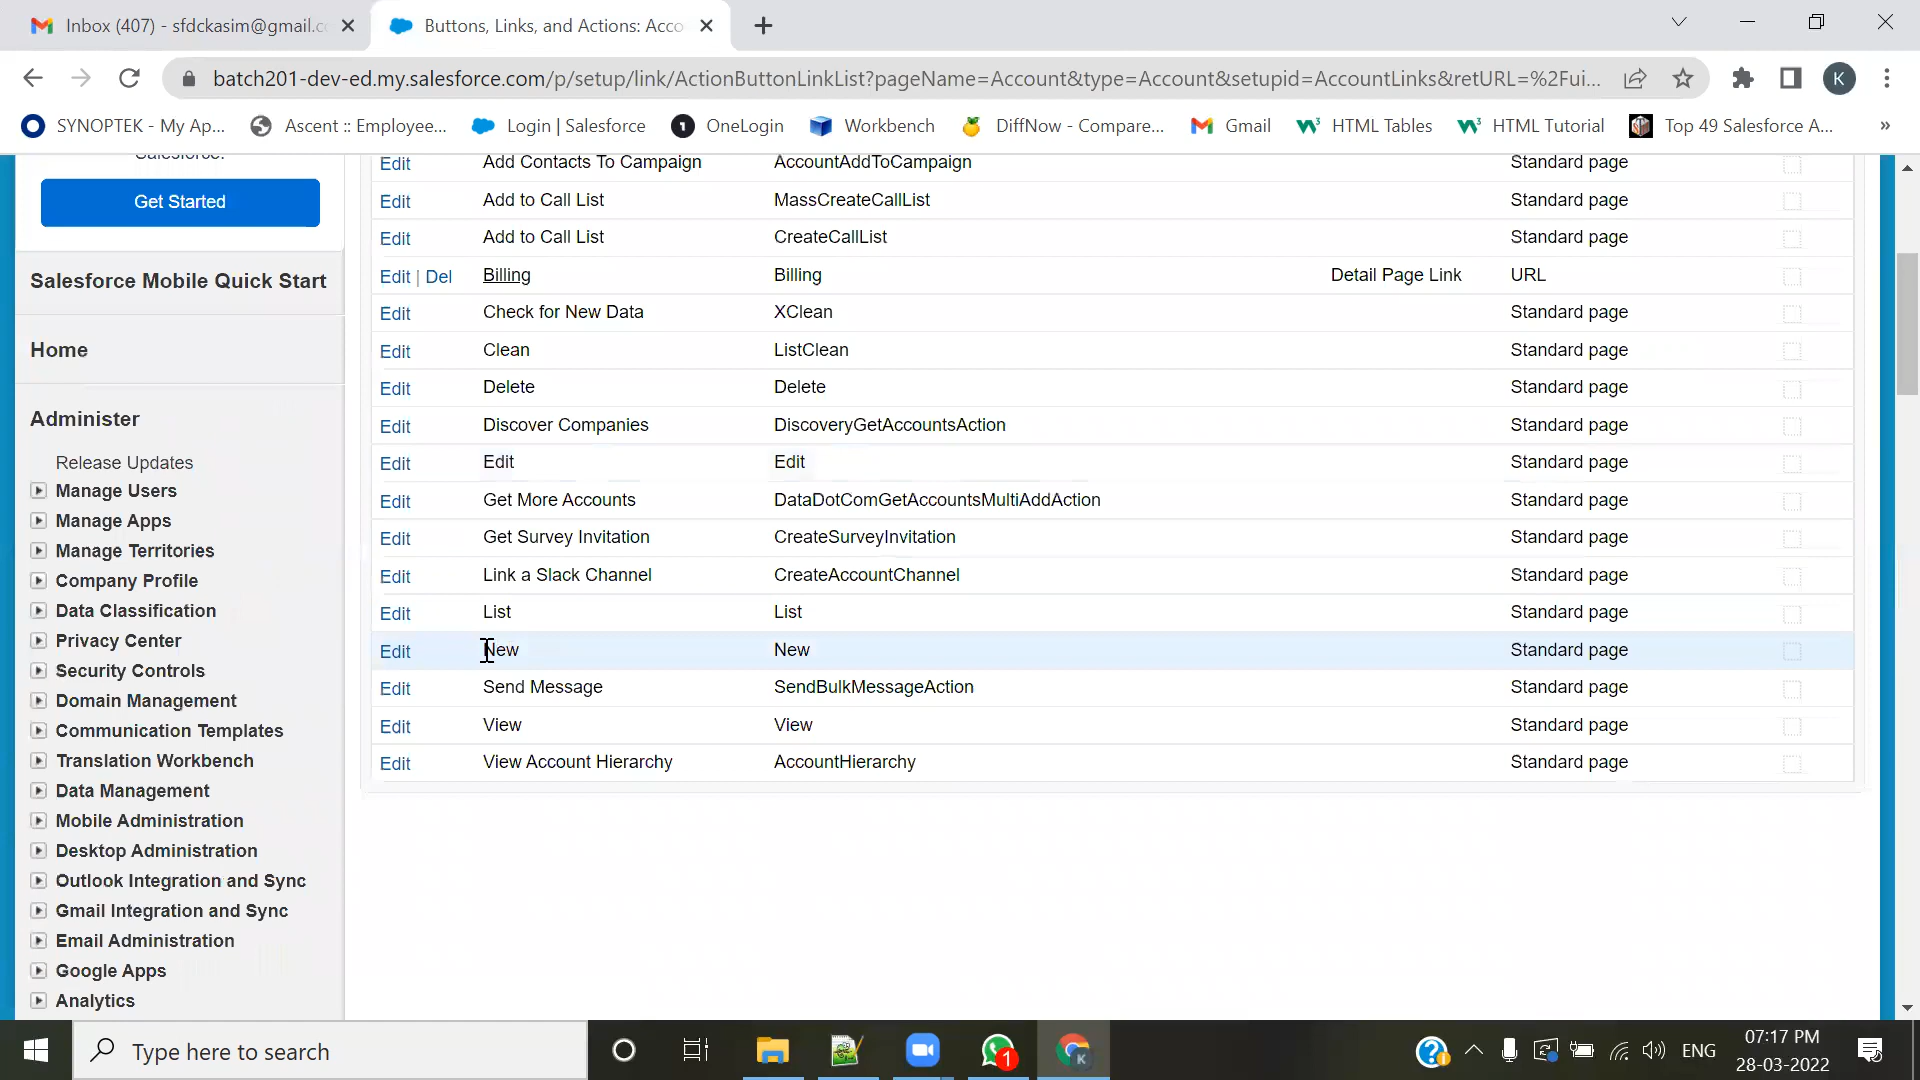 Inbox (407) - sfdckasim@gmail.c
Buttons, Links, and Actions: Acco
batch201-dev-ed.my.salesforce.com/p/setup/link/ActionButtonLinkList?pageName=Account&type=Account&setupid=AccountLinks&retURL=%2Fui...
K
SYNOPTEK - My Ap...
Ascent :: Employee...
Login | Salesforce
OneLogin
Workbench
DiffNow - Compare...
Gmail
HTML Tables
HTML Tutorial
Top 49 Salesforce A...
»
Salesforce.
Get Started
Salesforce Mobile Quick Start
Home
Administer
Release Updates
Manage Users
Manage Apps
Manage Territories
Company Profile
Data Classification
Privacy Center
Security Controls
Domain Management
Communication Templates
Translation Workbench
Data Management
Mobile Administration
Desktop Administration
Outlook Integration and Sync
Gmail Integration and Sync
Email Administration
Google Apps
Analytics
Edit Add Contacts To Campaign AccountAddToCampaign Standard page
Edit Add to Call List MassCreateCallList Standard page
Edit Add to Call List CreateCallList Standard page
Edit | Del Billing Billing Detail Page Link URL
Edit Check for New Data XClean Standard page
Edit Clean ListClean Standard page
Edit Delete Delete Standard page
Edit Discover Companies DiscoveryGetAccountsAction Standard page
Edit Edit Edit Standard page
Edit Get More Accounts DataDotComGetAccountsMultiAddAction Standard page
Edit Get Survey Invitation CreateSurveyInvitation Standard page
Edit Link a Slack Channel CreateAccountChannel Standard page
Edit List List Standard page
Edit New New Standard page
Edit Send Message SendBulkMessageAction Standard page
Edit View View Standard page
Edit View Account Hierarchy AccountHierarchy Standard page
Type here to search
1
K
ENG
07:17 PM
28-03-2022